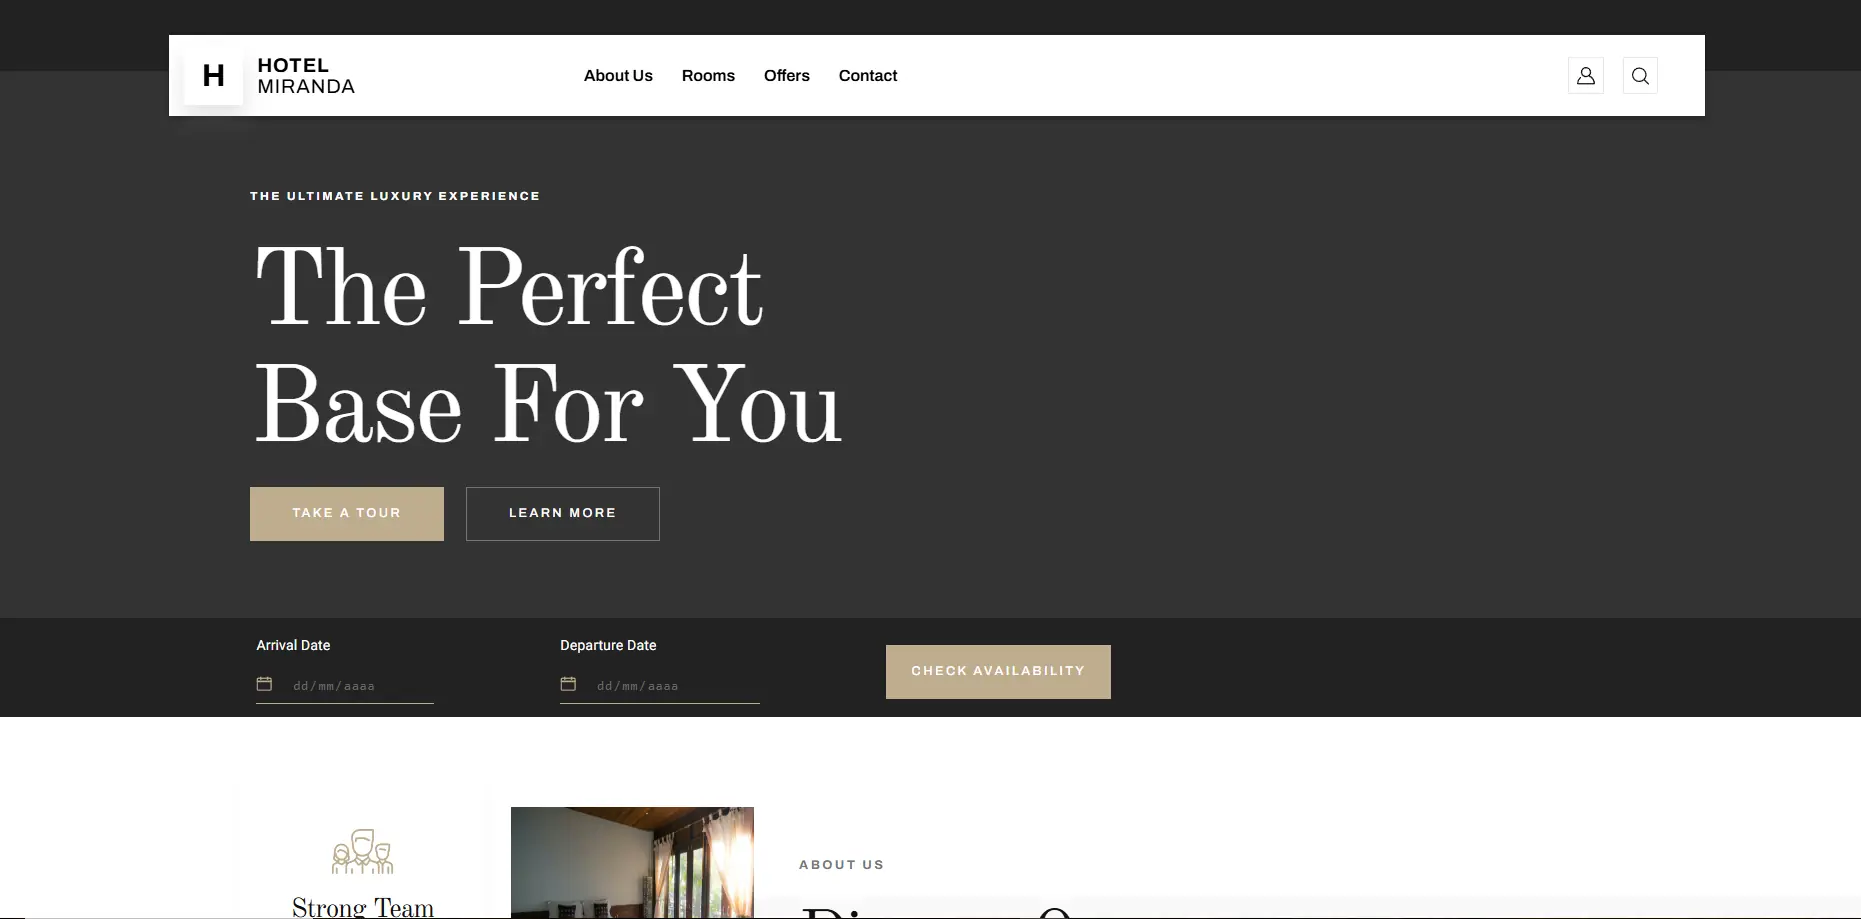 H
HOTEL
MIRANDA
About Us
Rooms
Offers
Contact
THE ULTIMATE LUXURY EXPERIENCE
The Perfect
Base For You
TAKE A TOUR
LEARN MORE
Arrival Date
Departure Date
dd/mm/aaaa
dd/mm/aaaa
CHECK AVAILABILITY
ABOUT US
Strong Team